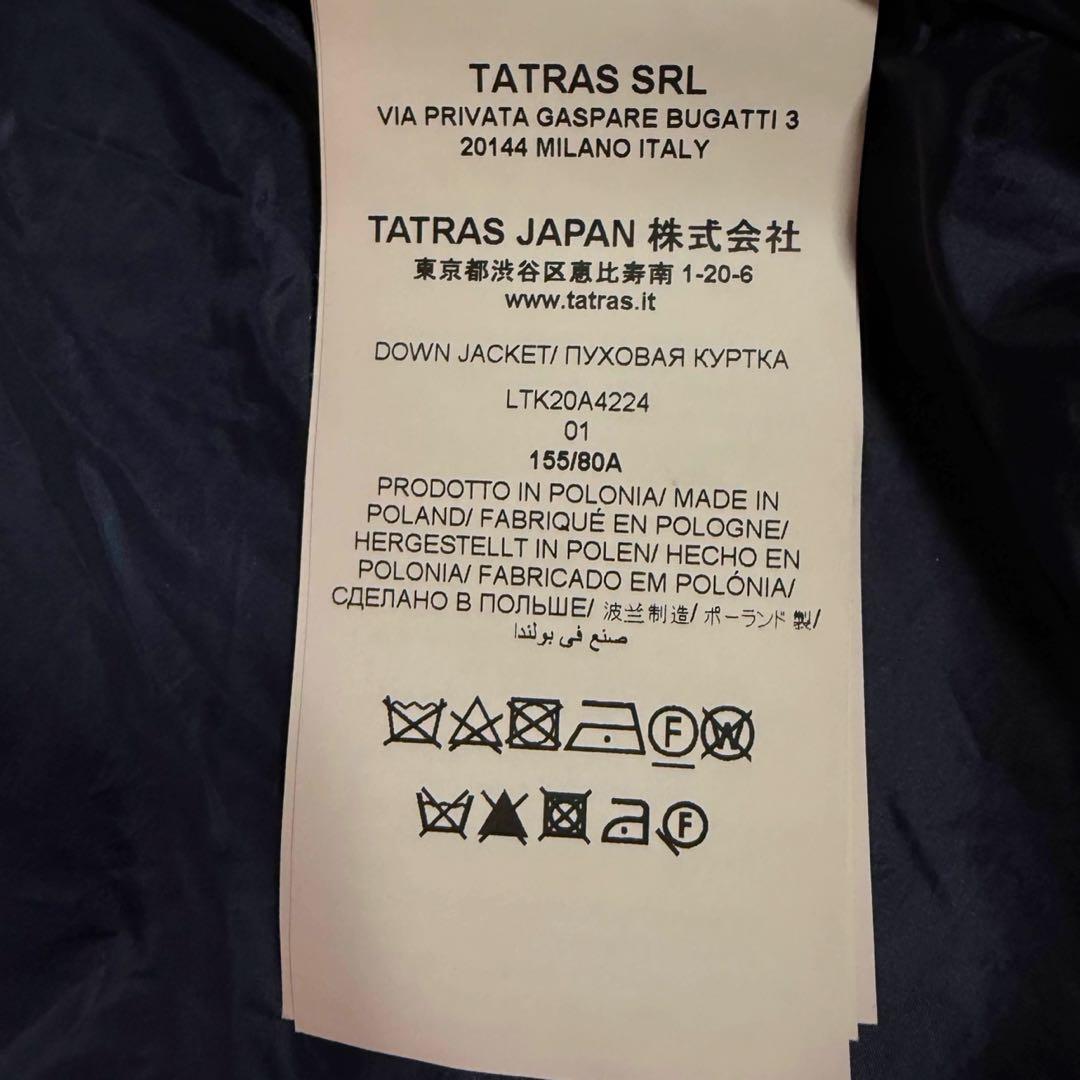 TATRAS SRL
VIA PRIVATA GASPARE BUGATTI 3
20144 MILANO ITALY
TATRAS JAPAN 株式会社
東京都渋谷区恵比寿南 1-20-6
www.tatras.it
DOWN JACKET/ ПУХОВАЯ КУРТКА
LTK20A4224
01
155/80A
PRODOTTO IN POLONIA/ MADE IN
POLAND/ FABRIQUÉ EN POLOGNE/
HERGESTELLT IN POLEN/ HECHO EN
POLONIA/ FABRICADO EM POLÓNIA/
СДЕЛАНО В ПОЛЬШЕ/ 波兰制造/ ポーランド 製/
صنع في بولندا
F W
F